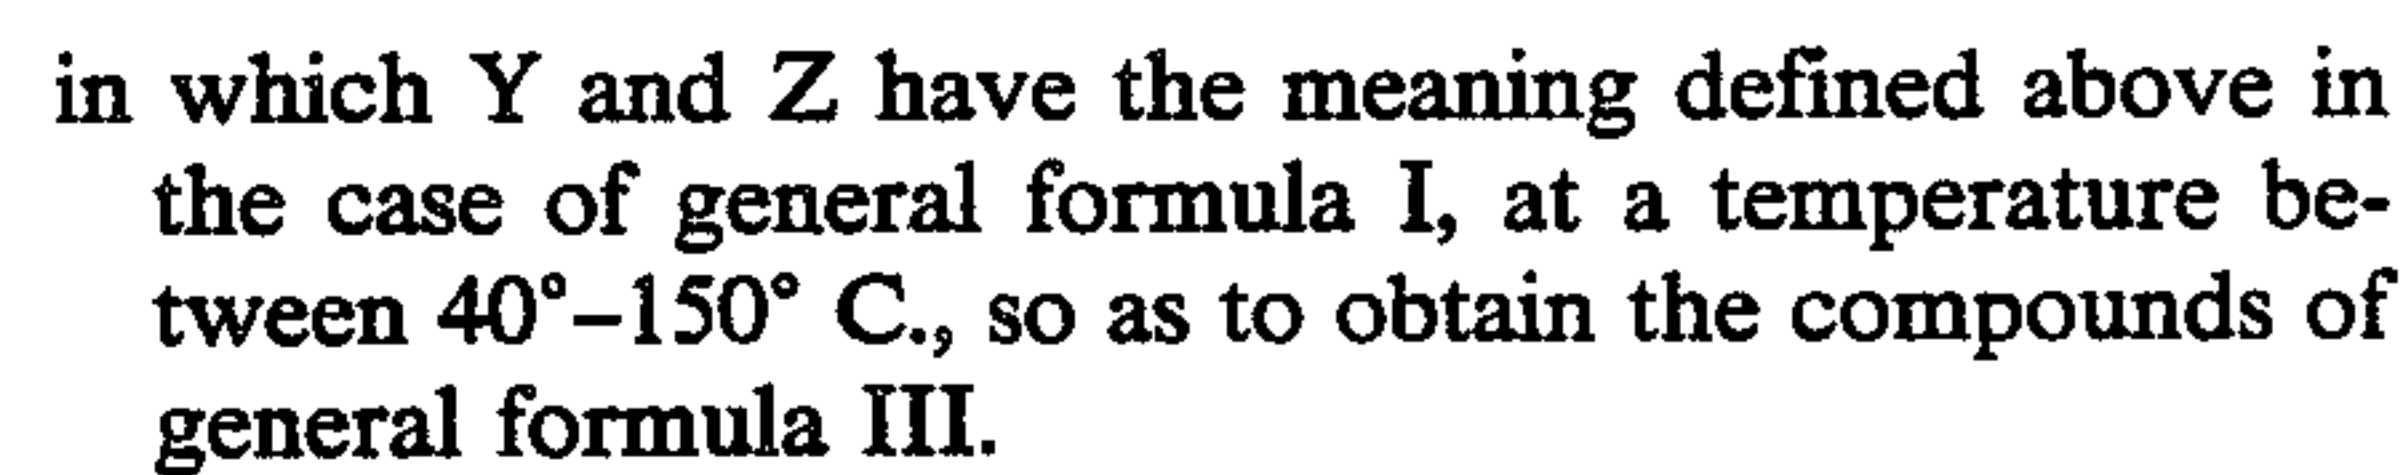 in which Y and Z have the meaning defined above in
the case of general formula I, at a temperature be-
tween 40°–150° C., so as to obtain the compounds of
general formula III.